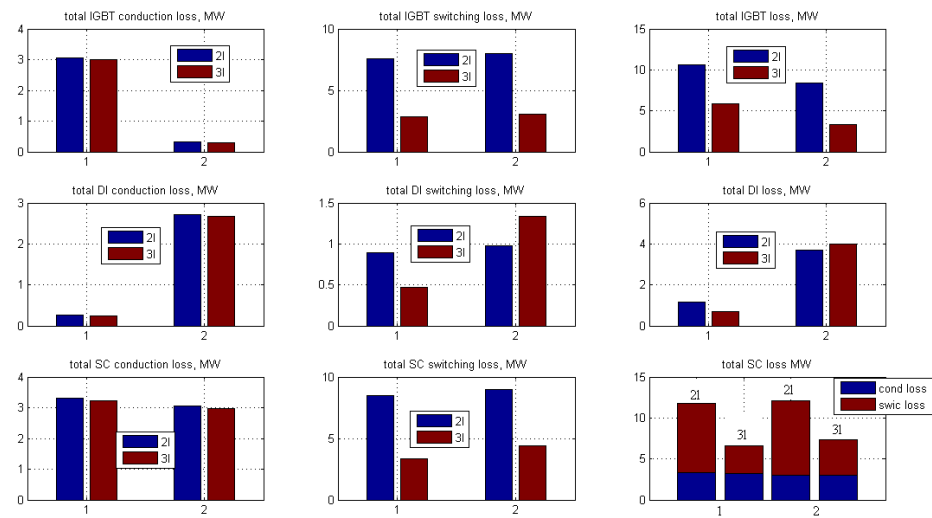 total IGBT conduction loss, MW
4
3
2
1
0
1 2
2l
3l
total IGBT switching loss, MW
10
5
0
1 2
2l
3l
total IGBT loss, MW
15
10
5
0
1 2
2l
3l
total DI conduction loss, MW
3
2
1
0
1 2
2l
3l
total DI switching loss, MW
1.5
1
0.5
0
1 2
2l
3l
total DI loss, MW
6
4
2
0
1 2
2l
3l
total SC conduction loss, MW
4
3
2
1
0
1 2
2l
3l
total SC switching loss, MW
10
5
0
1 2
2l
3l
total SC loss MW
15
10
5
0
2l 3l 2l 3l
1 2
cond loss
swic loss